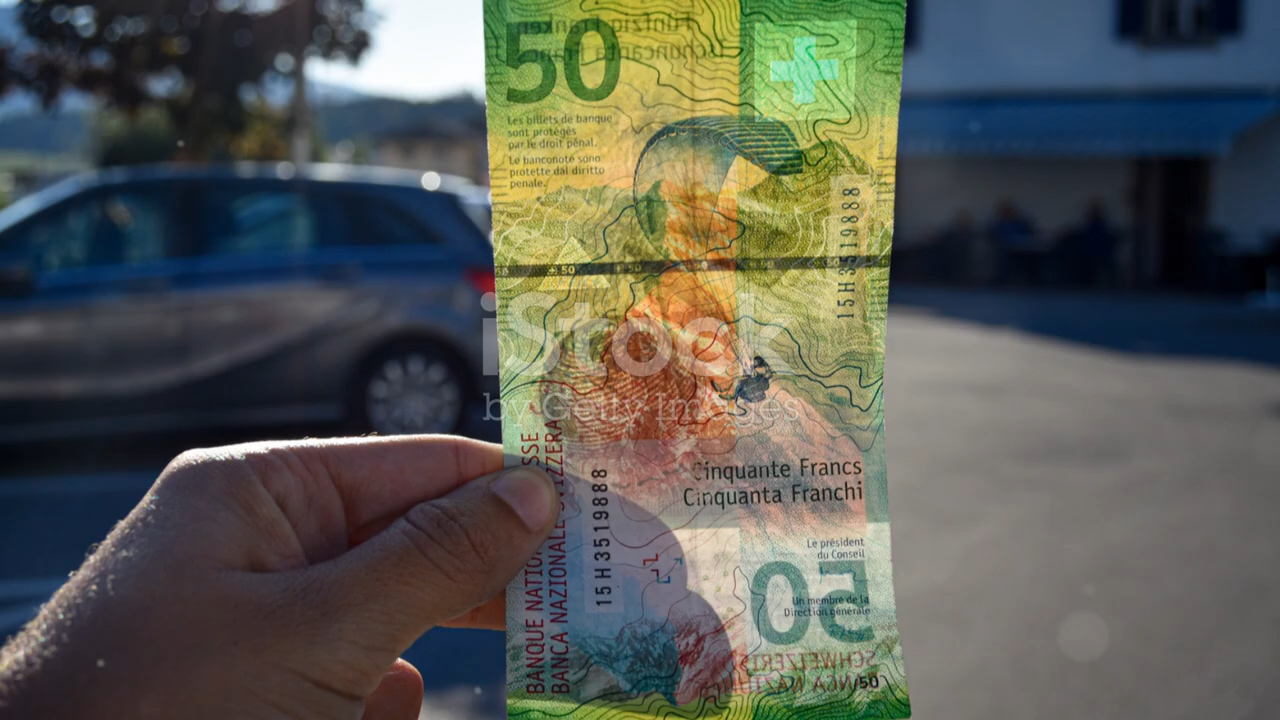 50
Les billets de banque
sont protégés
par le droit pénal.
Le banconote sono
protette dal diritto
penale.
15H3519888
50
iStock
by Getty Images
Cinquante Francs
Cinquanta Franchi
15H3519888
BANQUE NATION SSE
BANCA NAZIONALE SVIZZERA
Le président
du Conseil
50
Un membre de la
Direction générale
50